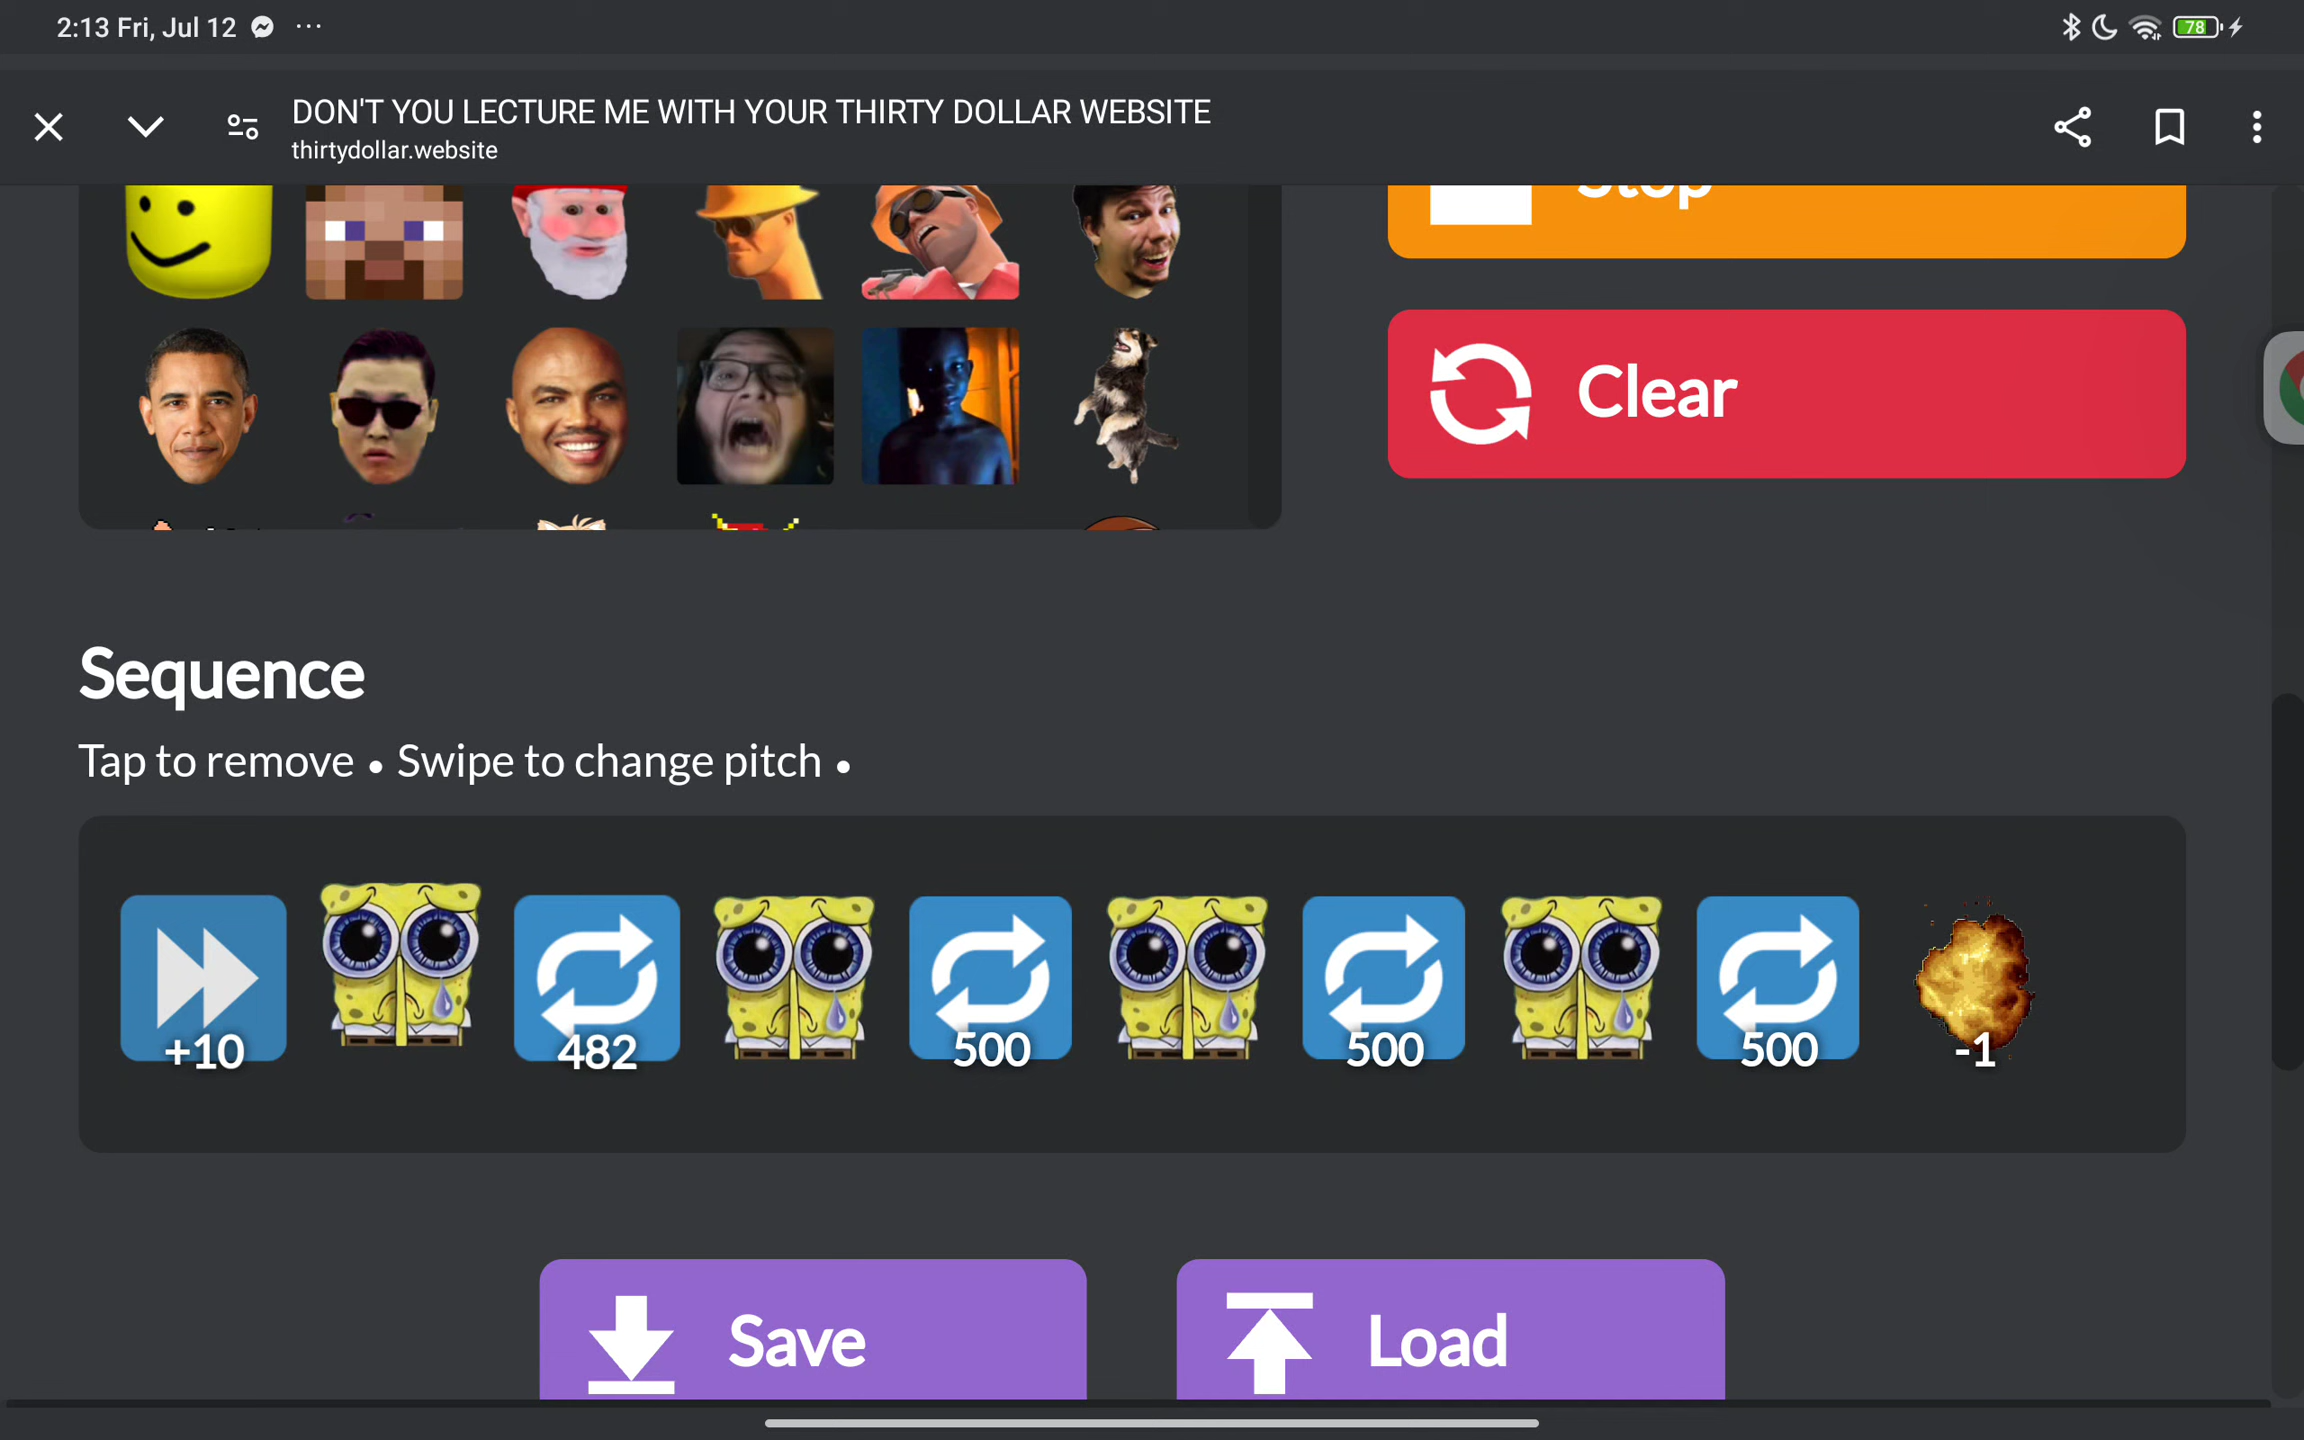 2:13 Fri, Jul 12 ...
78
DON'T YOU LECTURE ME WITH YOUR THIRTY DOLLAR WEBSITE
thirtydollar.website
Stop
Clear
Sequence
Tap to remove • Swipe to change pitch •
+10 482 500 500 500 -1
Save Load